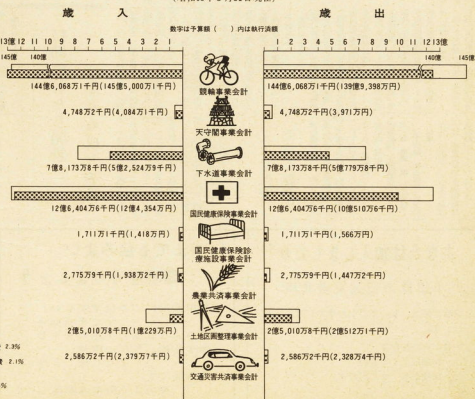 歳入
歳出
数字は予算額（　）内は執行済額
13億 12 11 10 9 8 7 6 5 4 3 2 1
1 2 3 4 5 6 7 8 9 10 11 12 13億
145億 140億
140億 145億
144億6,068万1千円(145億5,000万1千円)
144億6,068万1千円(139億9,398万円)
競輪事業会計
4,748万2千円(4,084万1千円)
4,748万2千円(3,971万円)
天守閣事業会計
7億8,173万8千円(5億2,524万9千円)
7億8,173万8千円(5億779万8千円)
下水道事業会計
12億6,404万6千円(12億4,354万円)
12億6,404万6千円(10億510万6千円)
国民健康保険事業会計
1,711万1千円(1,418万円)
1,711万1千円(1,566万円)
国民健康保険診
療施設事業会計
2,775万9千円(1,938万2千円)
2,775万9千円(1,447万2千円)
農業共済事業会計
2億5,010万8千円(1億229万円)
2億5,010万8千円(2億512万1千円)
土地区画整理事業会計
2.3%
2,586万2千円(2,379万7千円)
2,586万2千円(2,328万4千円)
2.1%
交通災害共済事業会計